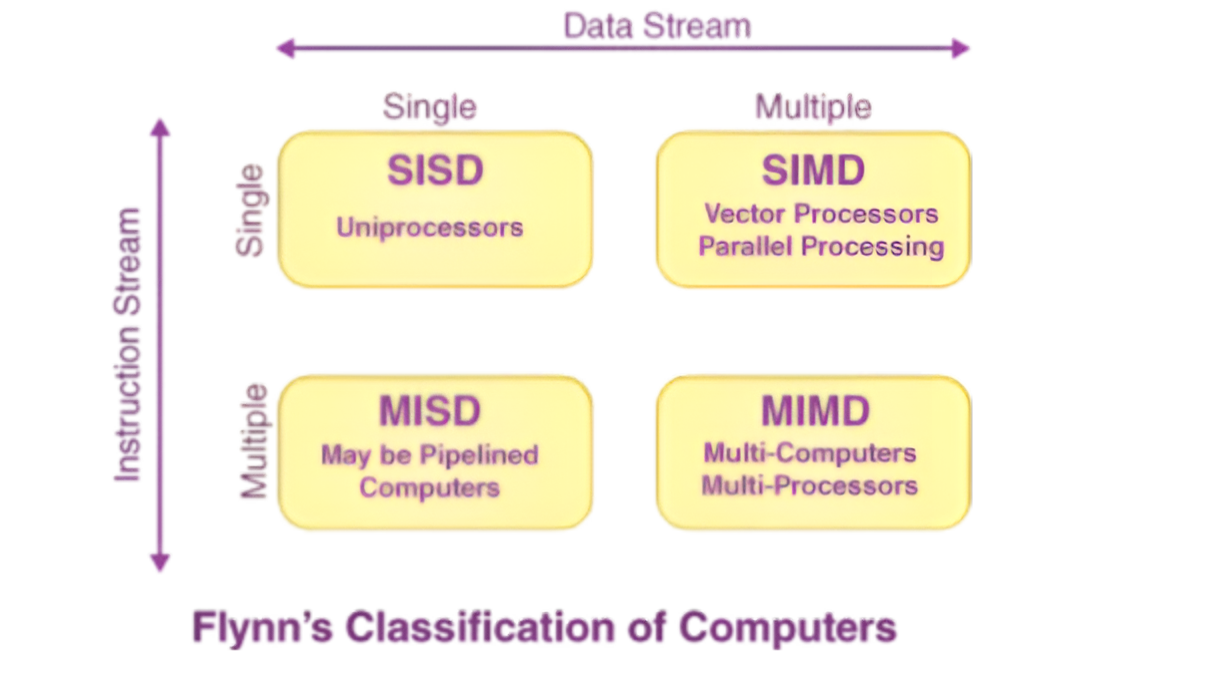 Data Stream
Single
Multiple
Instruction Stream
Single
SISD
Uniprocessors
SIMD
Vector Processors
Parallel Processing
Multiple
MISD
May be Pipelined
Computers
MIMD
Multi-Computers
Multi-Processors
Flynn’s Classification of Computers